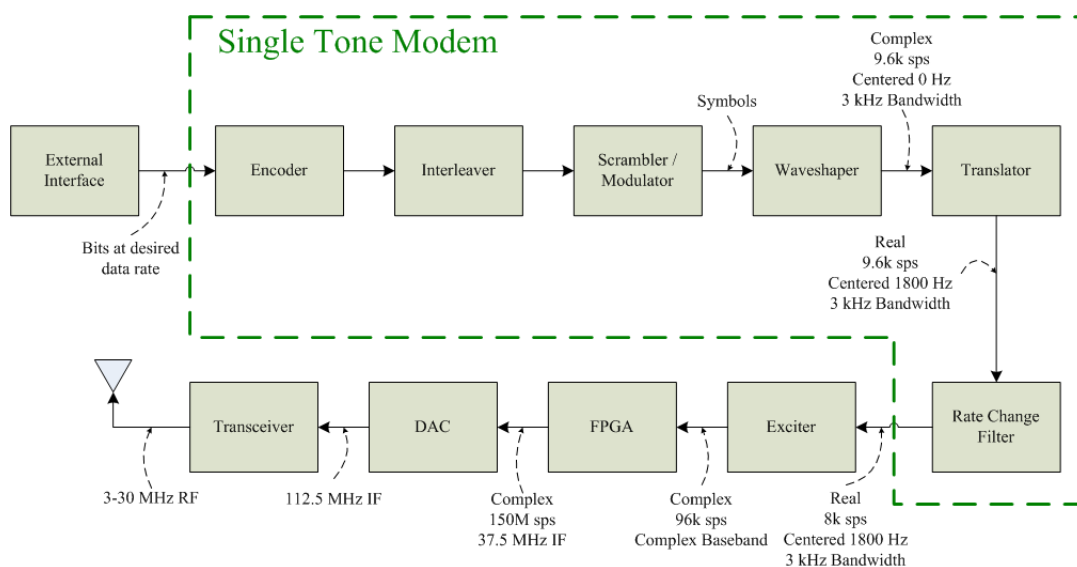 Single Tone Modem
Complex
9.6k sps
Centered 0 Hz
3 kHz Bandwidth
Symbols
External
Interface
Encoder
Interleaver
Scrambler /
Modulator
Waveshaper
Translator
Bits at desired
data rate
Real
9.6k sps
Centered 1800 Hz
3 kHz Bandwidth
Transceiver
DAC
FPGA
Exciter
Rate Change
Filter
3-30 MHz RF
112.5 MHz IF
Complex
150M sps
37.5 MHz IF
Complex
96k sps
Complex Baseband
Real
8k sps
Centered 1800 Hz
3 kHz Bandwidth